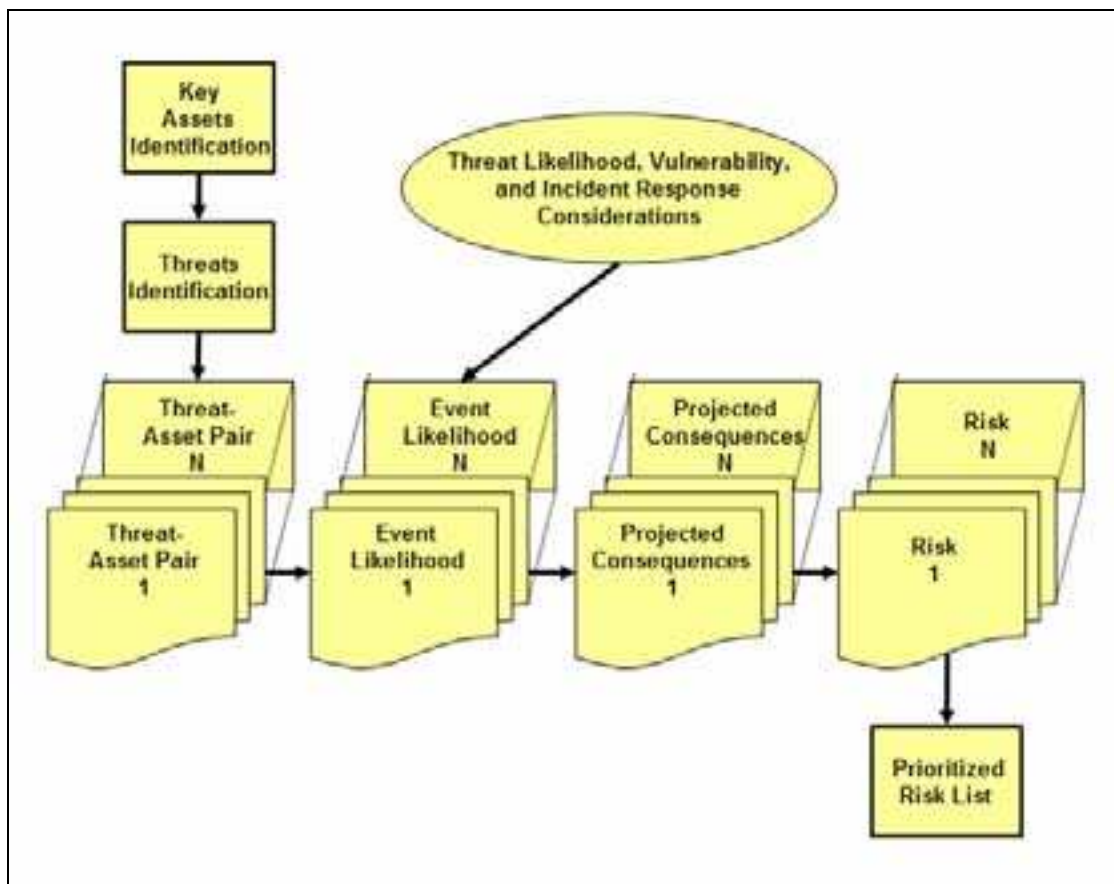 Key
Assets
Identification
Threat Likelihood, Vulnerability,
and Incident Response
Considerations
Threats
Identification
Threat-
Asset Pair
N
Event
Likelihood
N
Projected
Consequences
N
Risk
N
Threat-
Asset Pair
1
Event
Likelihood
1
Projected
Consequences
1
Risk
1
Prioritized
Risk List